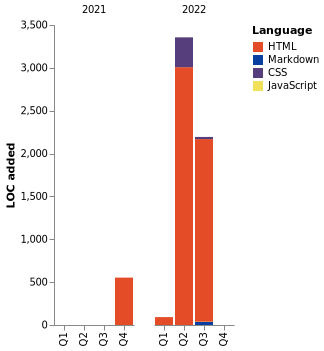 2021 2022
Language
HTML
Markdown
CSS
JavaScript
LOC added
3,500
3,000
2,500
2,000
1,500
1,000
500
0
Q1 Q2 Q3 Q4 Q1 Q2 Q3 Q4